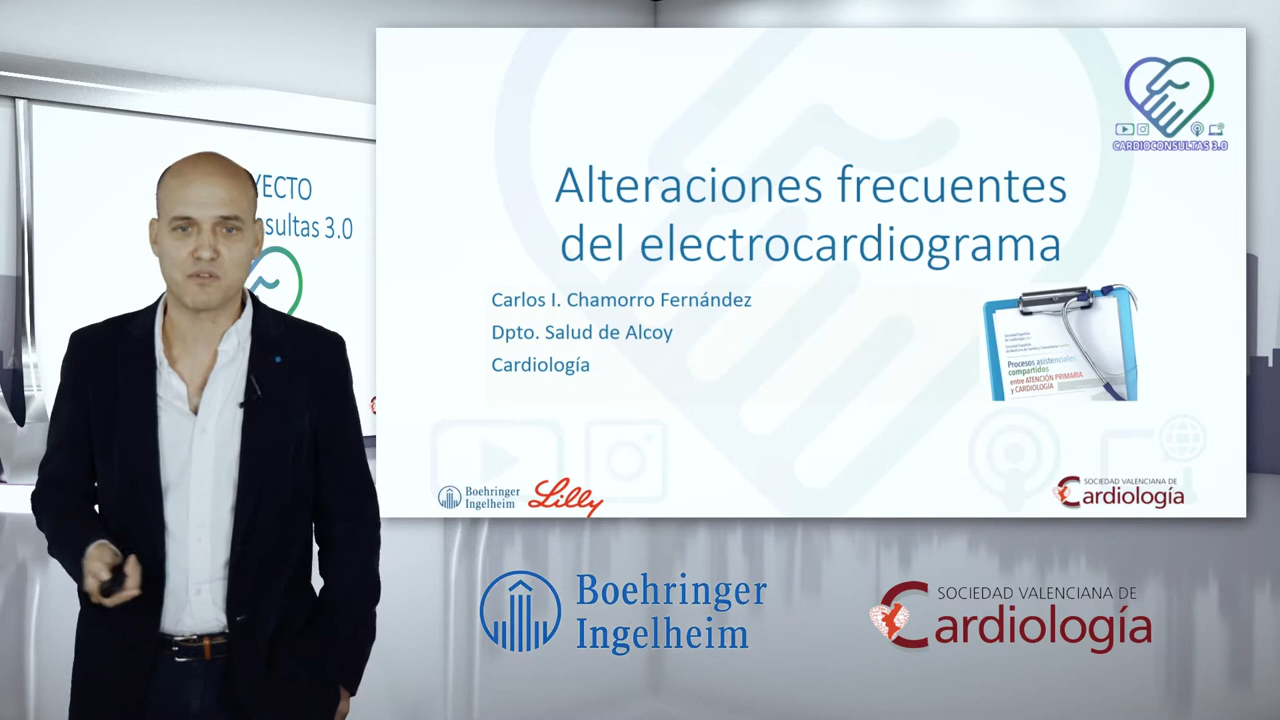 YECTO
sultas 3.0
CARDIOCONSULTAS 3.0
Alteraciones frecuentes
del electrocardiograma
Carlos I. Chamorro Fernández
Dpto. Salud de Alcoy
Cardiología
Procesos asistenciales
compartidos
entre ATENCIÓN PRIMARIA
y CARDIOLOGÍA
Boehringer
Ingelheim
Lilly
SOCIEDAD VALENCIANA DE
Cardiología
Boehringer
Ingelheim
SOCIEDAD VALENCIANA DE
Cardiología